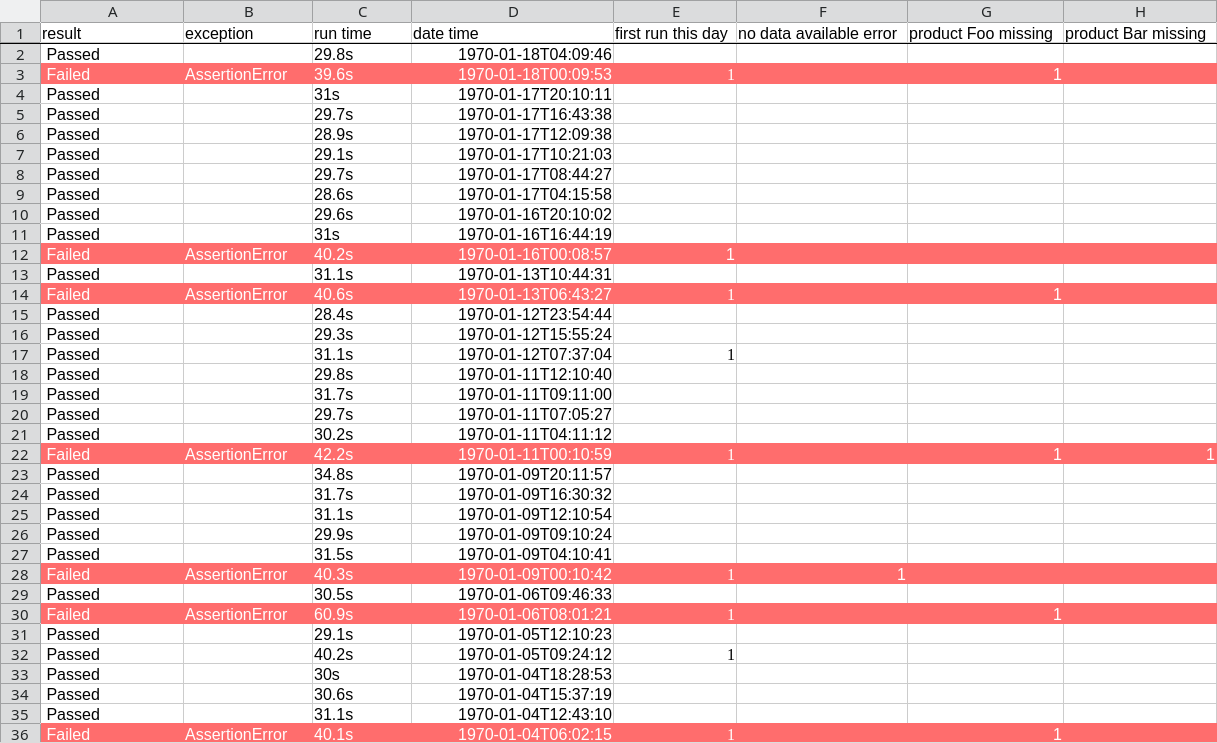 A B C D E F G H
1 result exception run time date time first run this day no data available error product Foo missing product Bar missing
2 Passed 29.8s 1970-01-18T04:09:46
3 Failed AssertionError 39.6s 1970-01-18T00:09:53 1 1
4 Passed 31s 1970-01-17T20:10:11
5 Passed 29.7s 1970-01-17T16:43:38
6 Passed 28.9s 1970-01-17T12:09:38
7 Passed 29.1s 1970-01-17T10:21:03
8 Passed 29.7s 1970-01-17T08:44:27
9 Passed 28.6s 1970-01-17T04:15:58
10 Passed 29.6s 1970-01-16T20:10:02
11 Passed 31s 1970-01-16T16:44:19
12 Failed AssertionError 40.2s 1970-01-16T00:08:57 1
13 Passed 31.1s 1970-01-13T10:44:31
14 Failed AssertionError 40.6s 1970-01-13T06:43:27 1 1
15 Passed 28.4s 1970-01-12T23:54:44
16 Passed 29.3s 1970-01-12T15:55:24
17 Passed 31.1s 1970-01-12T07:37:04 1
18 Passed 29.8s 1970-01-11T12:10:40
19 Passed 31.7s 1970-01-11T09:11:00
20 Passed 29.7s 1970-01-11T07:05:27
21 Passed 30.2s 1970-01-11T04:11:12
22 Failed AssertionError 42.2s 1970-01-11T00:10:59 1 1 1
23 Passed 34.8s 1970-01-09T20:11:57
24 Passed 31.7s 1970-01-09T16:30:32
25 Passed 31.1s 1970-01-09T12:10:54
26 Passed 29.9s 1970-01-09T09:10:24
27 Passed 31.5s 1970-01-09T04:10:41
28 Failed AssertionError 40.3s 1970-01-09T00:10:42 1 1
29 Passed 30.5s 1970-01-06T09:46:33
30 Failed AssertionError 60.9s 1970-01-06T08:01:21 1 1
31 Passed 29.1s 1970-01-05T12:10:23
32 Passed 40.2s 1970-01-05T09:24:12 1
33 Passed 30s 1970-01-04T18:28:53
34 Passed 30.6s 1970-01-04T15:37:19
35 Passed 31.1s 1970-01-04T12:43:10
36 Failed AssertionError 40.1s 1970-01-04T06:02:15 1 1